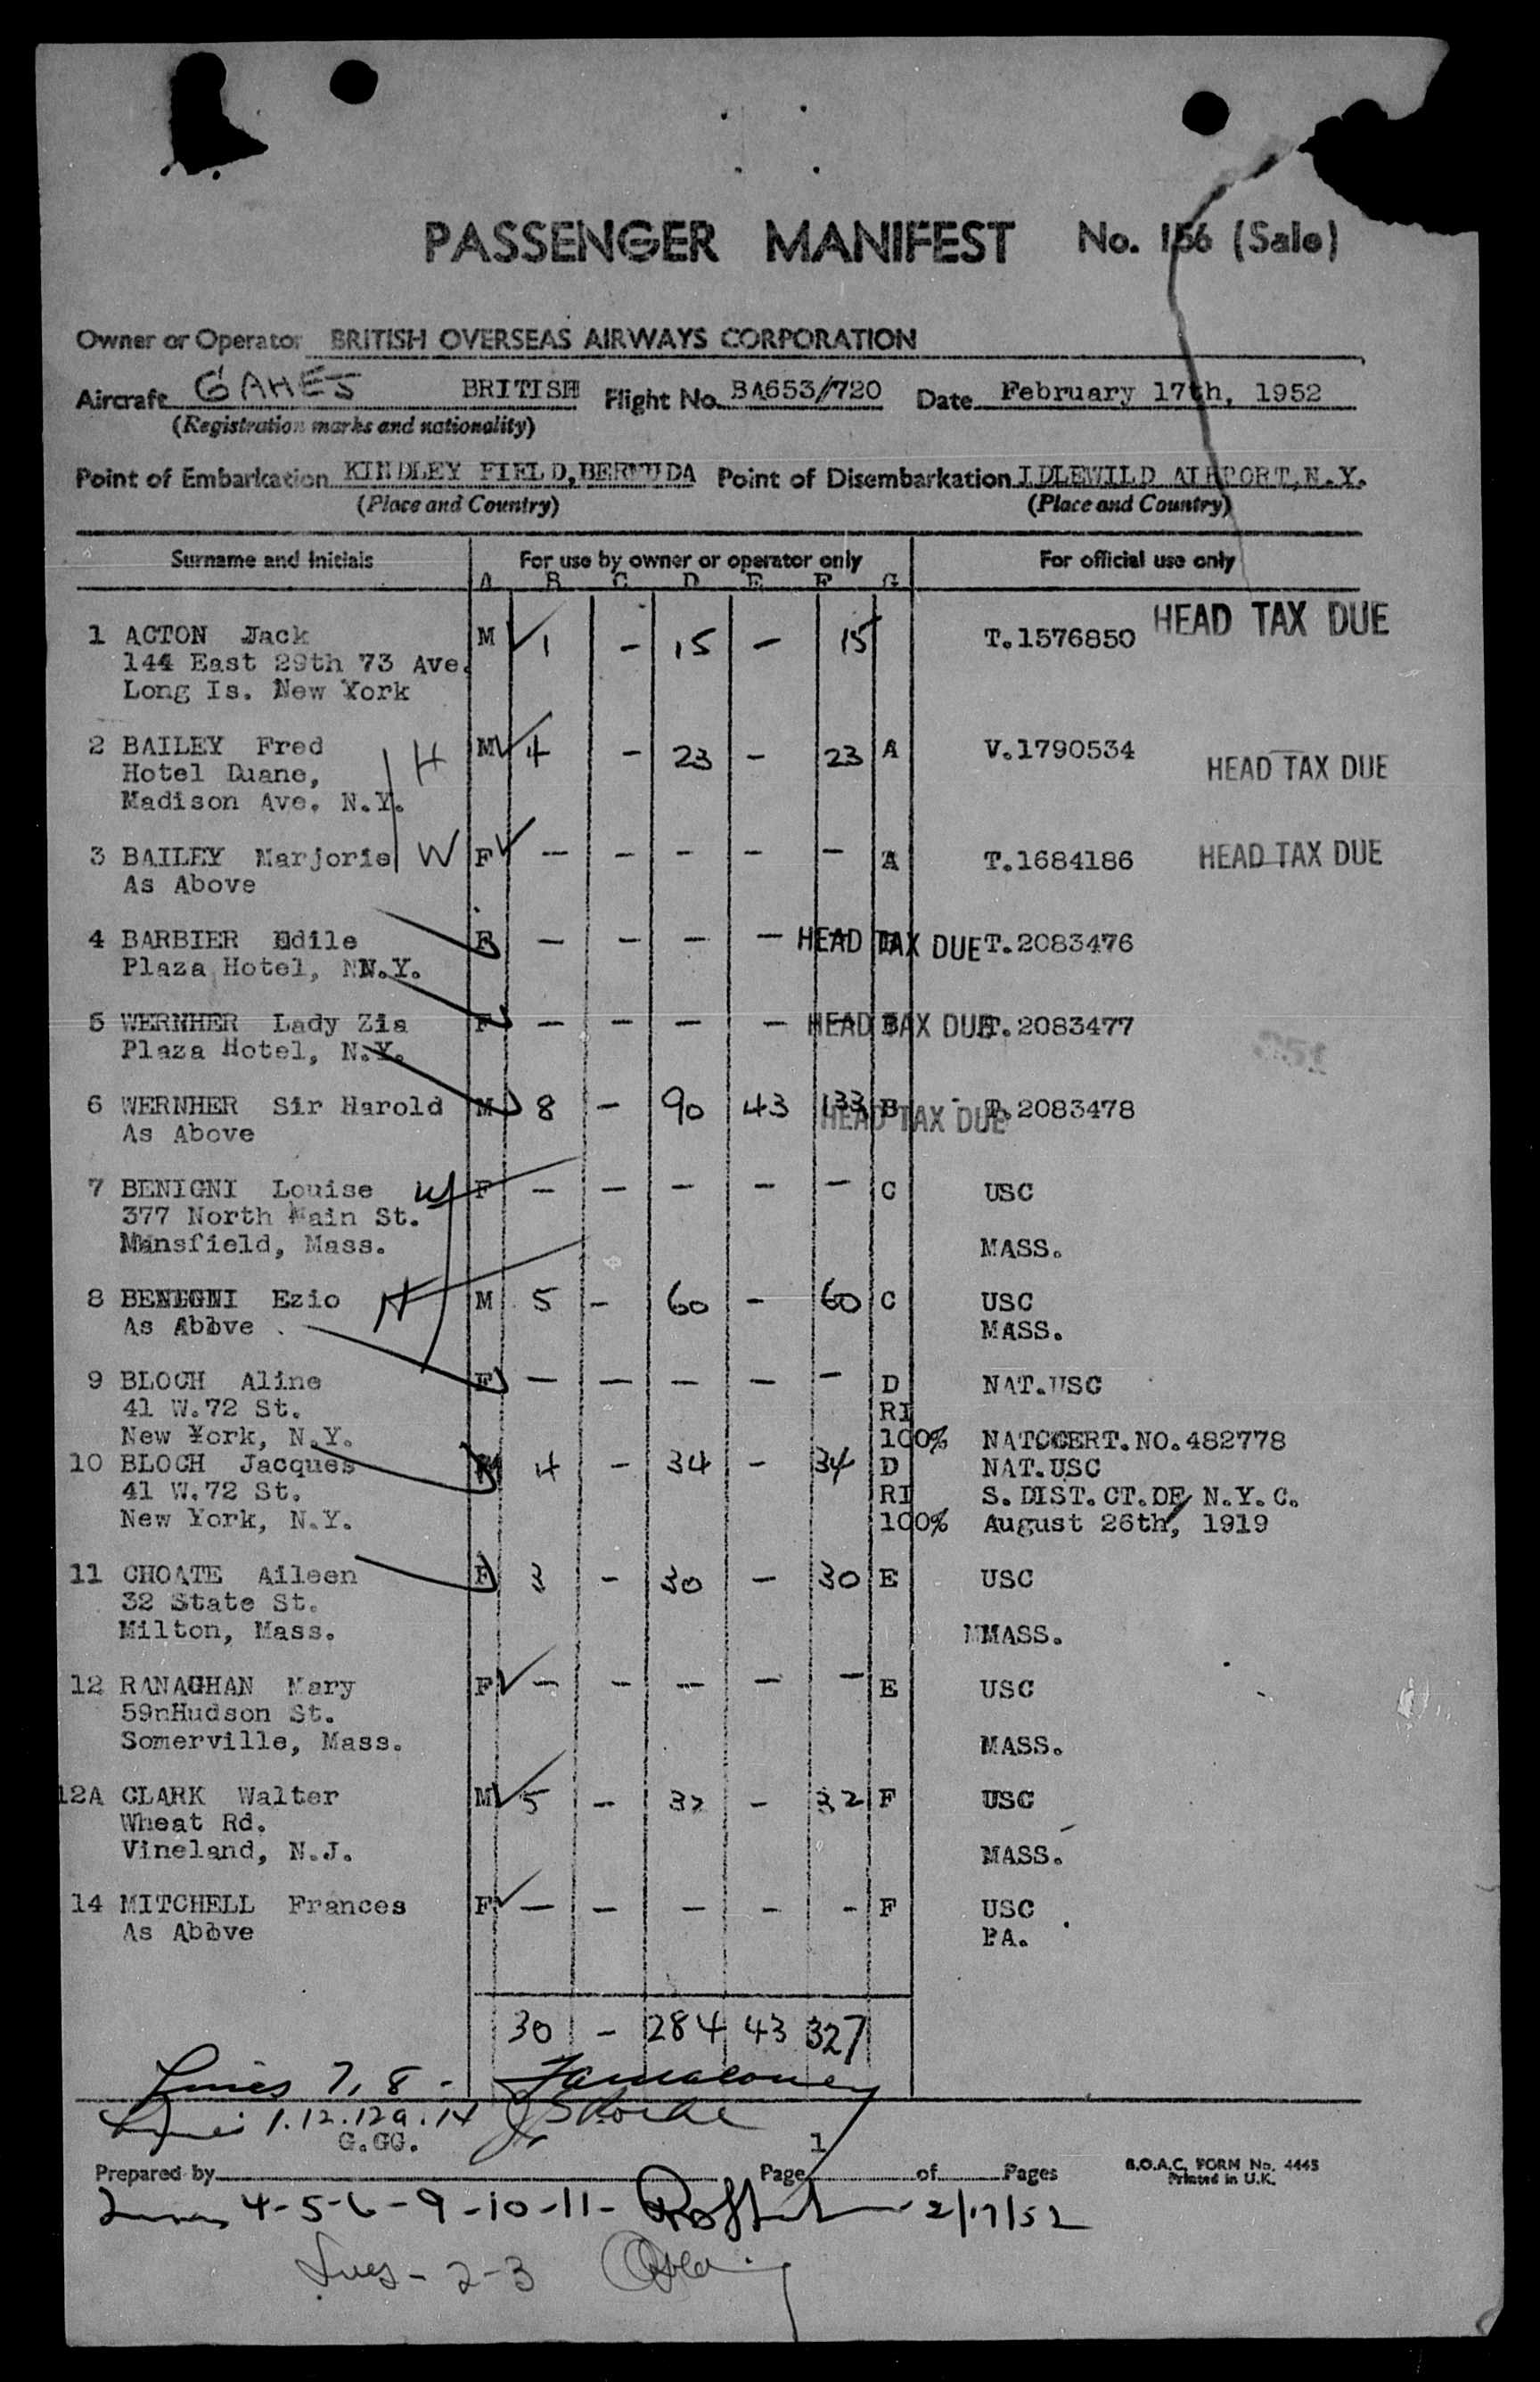 PASSENGER MANIFEST No. 156 (Sale)
Owner or Operator BRITISH OVERSEAS AIRWAYS CORPORATION
Aircraft GAHEJ BRITISH Flight No. BA653/720 Date February 17th, 1952
(Registration marks and nationality)
Point of Embarkation KINDLEY FIELD, BERMUDA Point of Disembarkation IDLEWILD AIRPORT, N.Y.
(Place and Country) (Place and Country)
Surname and Initials For use by owner or operator only For official use only
A B C D E F G
1 ACTON Jack M 1 - 15 - 15 T.1576850 HEAD TAX DUE
144 East 29th 73 Ave.
Long Is. New York
2 BAILEY Fred H M 4 - 23 - 23 A V.1790534 HEAD TAX DUE
Hotel Duane,
Madison Ave. N.Y.
3 BAILEY Marjorie W F - - - - - A T.1684186 HEAD TAX DUE
As Above
4 BARBIER Odile F - - - - HEAD TAX DUE T.2083476
Plaza Hotel, NN.Y.
5 WERNHER Lady Zia F - - - - - B HEAD TAX DUE T.2083477
Plaza Hotel, N.Y.
351
6 WERNHER Sir Harold M 8 - 90 43 133 B - T.2083478
HEAD TAX DUE
As Above
7 BENIGNI Louise W F - - - - - C USC
377 North Main St.
Mansfield, Mass. MASS.
8 BENIGNI Ezio H M 5 - 60 - 60 C USC
As Above MASS.
9 BLOCH Aline F - - - - - D NAT.USC
41 W.72 St. RI
New York, N.Y. 100% NATCCERT.NO.482778
10 BLOCH Jacques M 4 - 34 - 34 D NAT.USC
41 W.72 St. RI S. DIST. CT.OF N.Y.C.
New York, N.Y. 100% August 26th, 1919
11 CHOATE Aileen F 3 - 30 - 30 E USC
32 State St.
Milton, Mass. MMASS.
12 RANAGHAN Mary F - - - - - E USC
59nHudson St.
Somerville, Mass. MASS.
12A CLARK Walter M 5 - 32 - 32 F USC
Wheat Rd.
Vineland, N.J. MASS.
14 MITCHELL Frances F - - - - - F USC
As Above PA.
30 - 284 43 327
Lines 7, 8 -
Lines 1.12.12a.14
G.GG.
1
Prepared by Page of Pages B.O.A.C. FORM No. 4445
Printed in U.K.
Lines 4-5-6-9-10-11- 2/17/52
Lines - 2-3